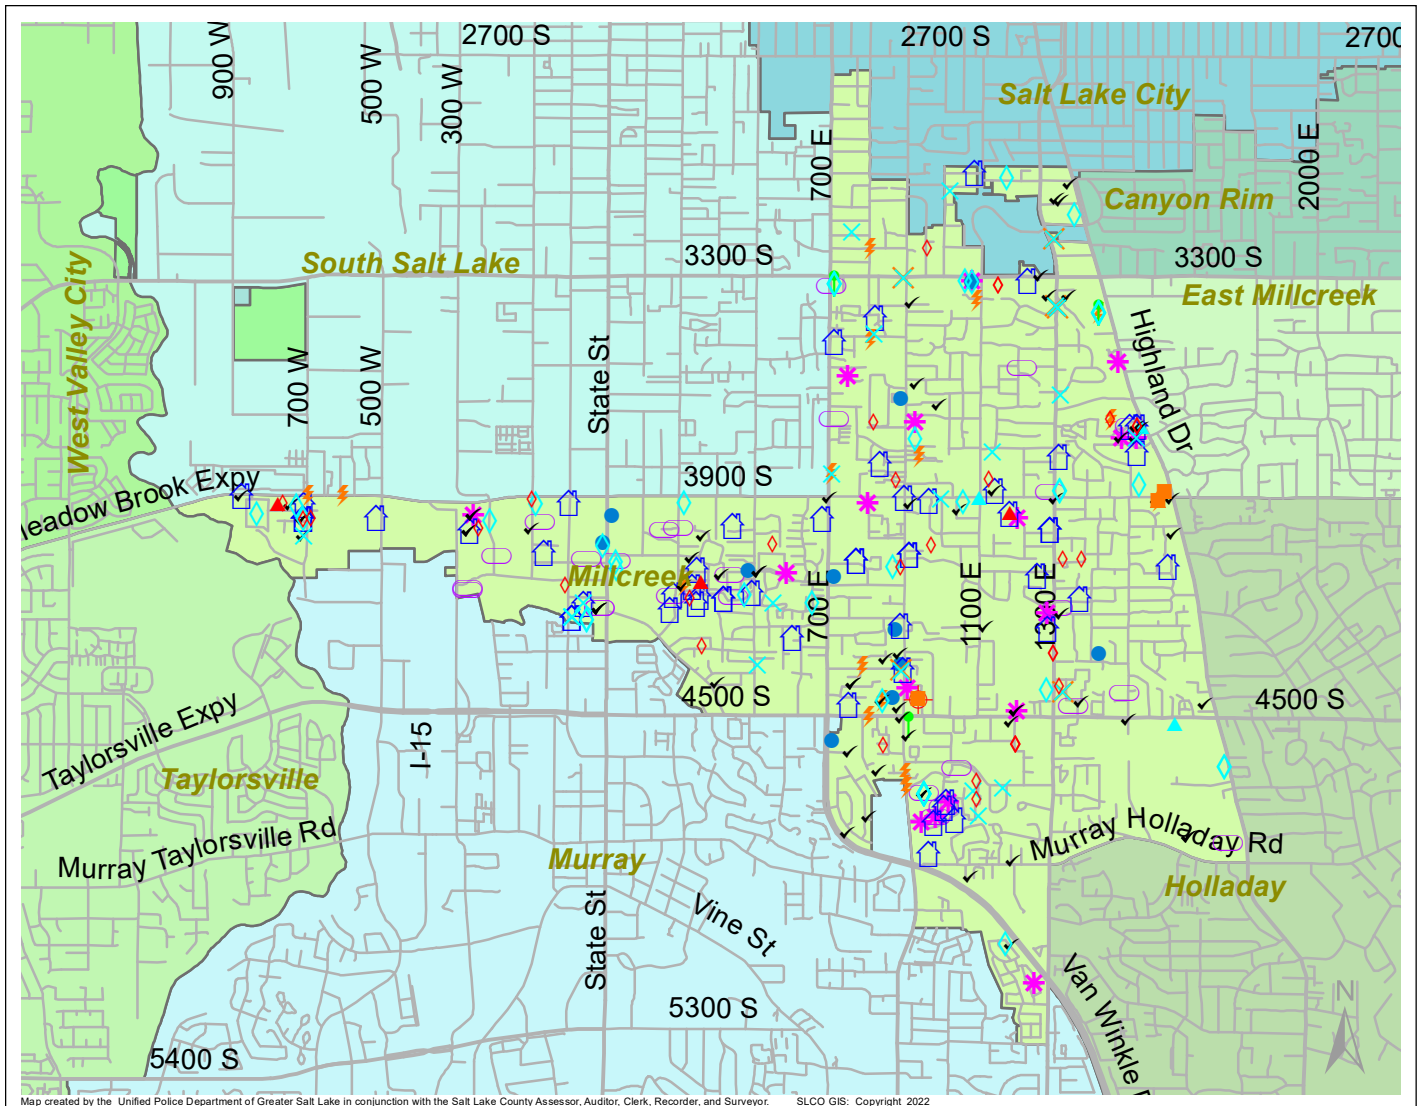 2700 S
2700 S
2700
900 W
500 W
300 W
Salt Lake City
700 E
2000 E
Canyon Rim
3300 S
3300 S
South Salt Lake
East Millcreek
West Valley City
Highland Dr
700 W
500 W
State St
3900 S
Meadow Brook Expy
Millcreek
700 E
1100 E
1300 E
4500 S
4500 S
Taylorsville Expy
I-15
Taylorsville
Murray Taylorsville Rd
Murray Holladay Rd
Murray
Holladay
State St
Vine St
Van Winkle
5300 S
N
5400 S
Map created by the Unified Police Department of Greater Salt Lake in conjunction with the Salt Lake County Assessor, Auditor, Clerk, Recorder, and Surveyor. SLCO GIS: Copyright 2022